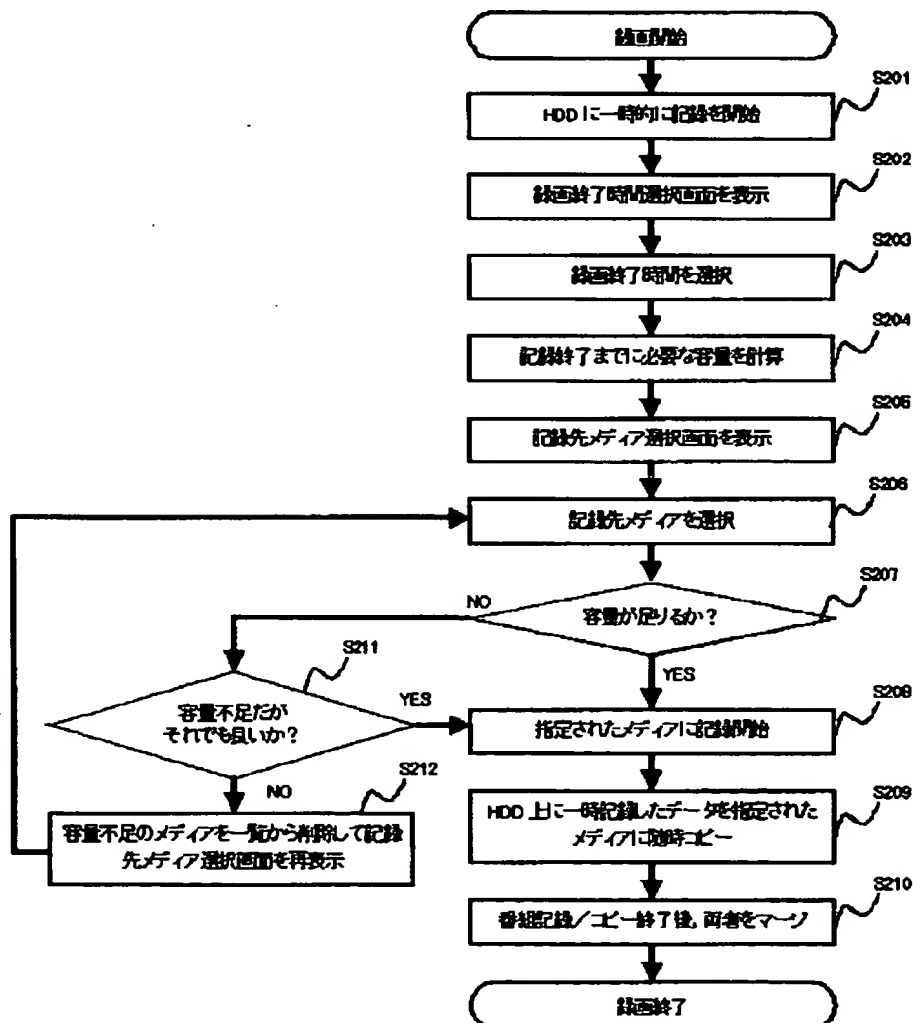 録画開始
S201
HDDに一時的に記録を開始
S202
録画終了時間選択画面を表示
S203
録画終了時間を選択
S204
記録終了までに必要な容量を計算
S205
記録先メディア選択画面を表示
S206
記録先メディアを選択
S207
容量が足りるか?
NO
YES
S211
容量不足だが
それでも良いか?
YES
NO
S208
指定されたメディアに記録開始
S212
容量不足のメディアを一覧から削除して記録
先メディア選択画面を再表示
S209
HDD上に一時記録したデータを指定された
メディアに随時コピー
S210
番組記録/コピー終了後、両者をマージ
録画終了